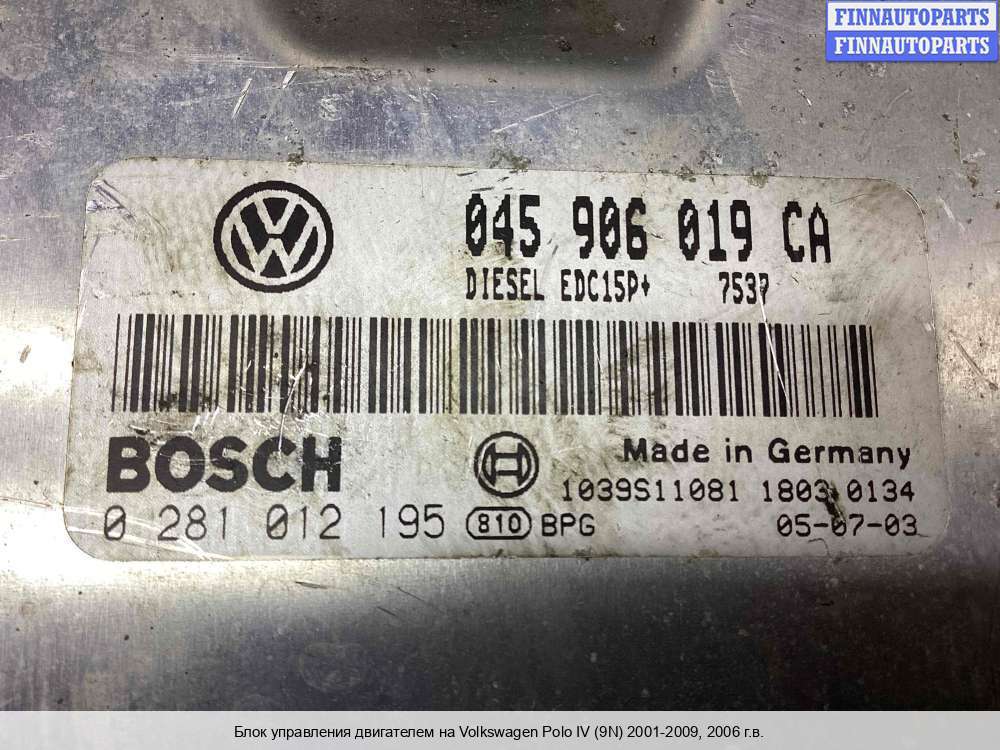 FINNAUTOPARTS
FINNAUTOPARTS
045 906 019 CA
DIESEL EDC15P+
BOSCH
Made in Germany
1039S11081 1803 0134
0 281 012 195 810 BPG 05-07-03
Блок управления двигателем на Volkswagen Polo IV (9N) 2001-2009, 2006 г.в.